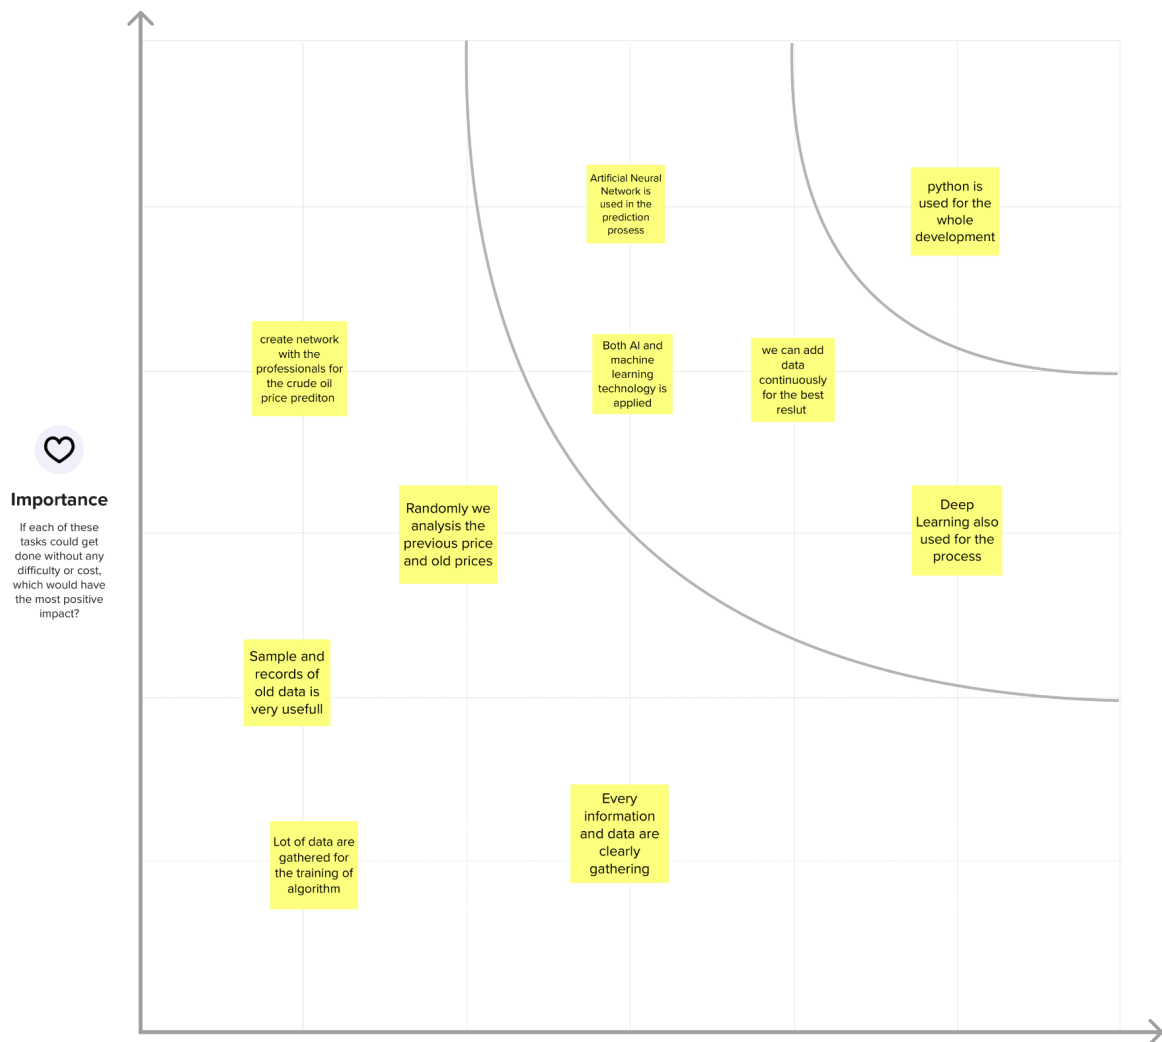 Artificial Neural
Network is
used in the
prediction
prosess
python is
used for the
whole
development
create network
with the
professionals for
the crude oil
price prediton
Both AI and
machine
learning
technology is
applied
we can add
data
continuously
for the best
reslut
Importance
If each of these
tasks could get
done without any
difficulty or cost,
which would have
the most positive
impact?
Randomly we
analysis the
previous price
and old prices
Deep
Learning also
used for the
process
Sample and
records of
old data is
very usefull
Lot of data are
gathered for
the training of
algorithm
Every
information
and data are
clearly
gathering